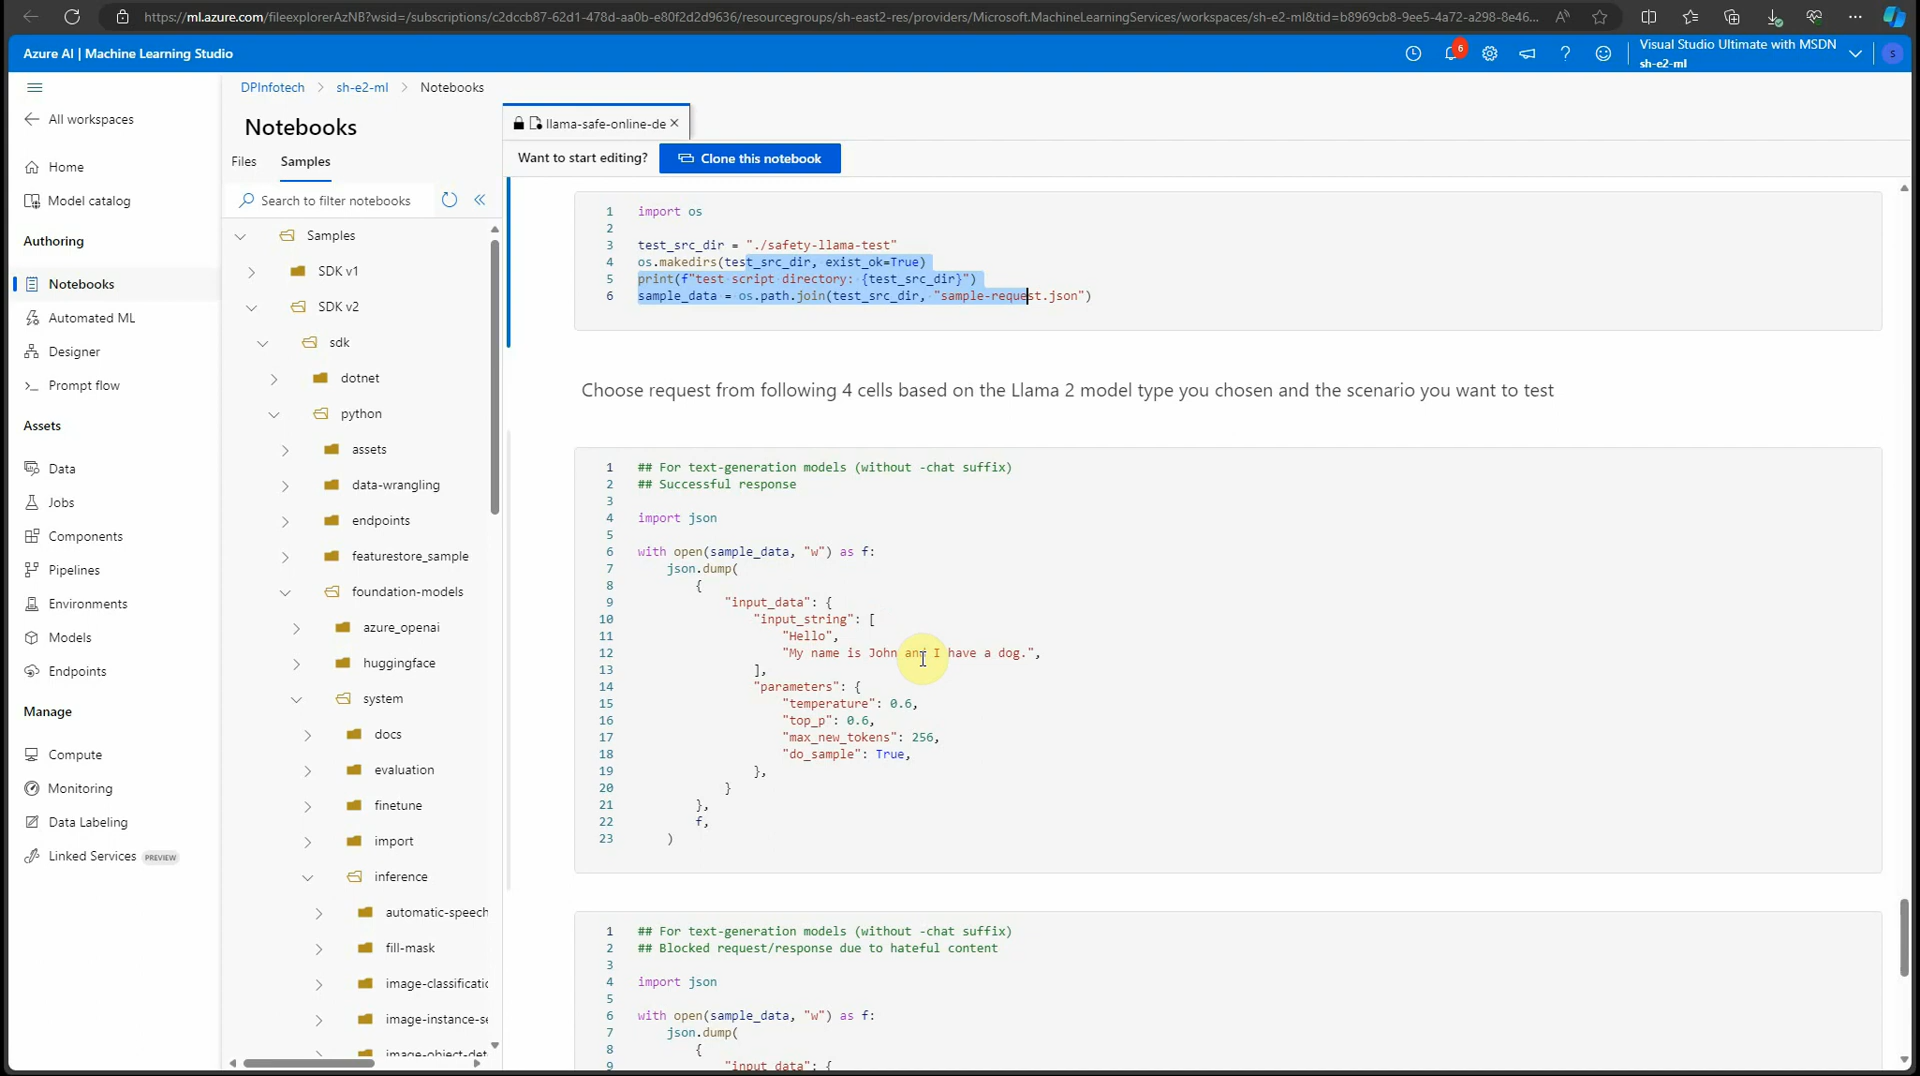 https://ml.azure.com/fileexplorerAzNB?wsid=/subscriptions/c2dccb87-62d1-478d-aa0b-e80f2d2d9636/resourcegroups/sh-east2-res/providers/Microsoft.MachineLearningServices/workspaces/sh-e2-ml&tid=b8969cb8-9ee5-4a72-a298-8e46...
Azure AI | Machine Learning Studio
6
Visual Studio Ultimate with MSDN
sh-e2-ml
S
All workspaces
Home
Model catalog
Authoring
Notebooks
Automated ML
Designer
Prompt flow
Assets
Data
Jobs
Components
Pipelines
Environments
Models
Endpoints
Manage
Compute
Monitoring
Data Labeling
Linked Services PREVIEW
DPInfotech > sh-e2-ml > Notebooks
Notebooks
Files Samples
Search to filter notebooks
Samples
SDK v1
SDK v2
sdk
dotnet
python
assets
data-wrangling
endpoints
featurestore_sample
foundation-models
azure_openai
huggingface
system
docs
evaluation
finetune
import
inference
automatic-speech
fill-mask
image-classificatic
image-instance-se
image-object-det
llama-safe-online-de
Want to start editing? Clone this notebook
1 import os
2
3 test_src_dir = "./safety-llama-test"
4 os.makedirs(test_src_dir, exist_ok=True)
5 print(f"test script directory: {test_src_dir}")
6 sample_data = os.path.join(test_src_dir, "sample-request.json")
Choose request from following 4 cells based on the Llama 2 model type you chosen and the scenario you want to test
1 ## For text-generation models (without -chat suffix)
2 ## Successful response
3
4 import json
5
6 with open(sample_data, "w") as f:
7 json.dump(
8 {
9 "input_data": {
10 "input_string": [
11 "Hello",
12 "My name is John and I have a dog.",
13 ],
14 "parameters": {
15 "temperature": 0.6,
16 "top_p": 0.6,
17 "max_new_tokens": 256,
18 "do_sample": True,
19 },
20 }
21 },
22 f,
23 )
1 ## For text-generation models (without -chat suffix)
2 ## Blocked request/response due to hateful content
3
4 import json
5
6 with open(sample_data, "w") as f:
7 json.dump(
8 {
9 "input data": {